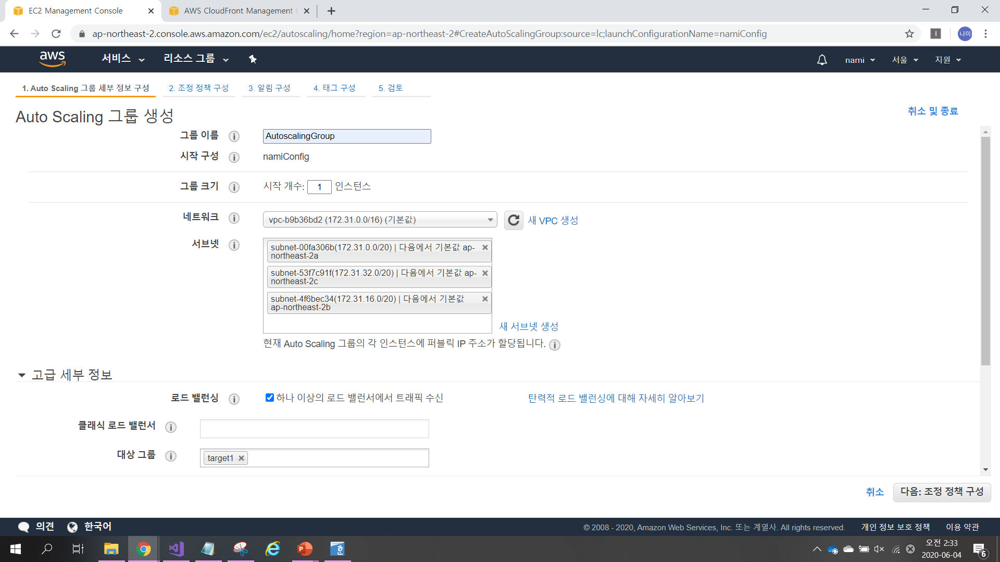 EC2 Management Console
AWS CloudFront Management
ap-northeast-2.console.aws.amazon.com/ec2/autoscaling/home?region=ap-northeast-2#CreateAutoScalingGroup:source=lc;launchConfigurationName=namiConfig
나미
aws
서비스
리소스 그룹
nami
서울
지원
1. Auto Scaling 그룹 세부 정보 구성
2. 조정 정책 구성
3. 알림 구성
4. 태그 구성
5. 검토
Auto Scaling 그룹 생성
취소 및 종료
그룹 이름
AutoscalingGroup
시작 구성
namiConfig
그룹 크기
시작 개수: 1 인스턴스
네트워크
vpc-b9b36bd2 (172.31.0.0/16) (기본값)
새 VPC 생성
서브넷
subnet-00fa306b(172.31.0.0/20) | 다음에서 기본값 ap-
northeast-2a
subnet-53f7c91f(172.31.32.0/20) | 다음에서 기본값 ap-
northeast-2c
subnet-4f6bec34(172.31.16.0/20) | 다음에서 기본값
ap-northeast-2b
새 서브넷 생성
현재 Auto Scaling 그룹의 각 인스턴스에 퍼블릭 IP 주소가 할당됩니다.
고급 세부 정보
로드 밸런싱
하나 이상의 로드 밸런서에서 트래픽 수신
탄력적 로드 밸런싱에 대해 자세히 알아보기
클래식 로드 밸런서
대상 그룹
target1
취소
다음: 조정 정책 구성
의견
한국어
© 2008 - 2020, Amazon Web Services, Inc. 또는 계열사. All rights reserved.
개인 정보 보호 정책
이용 약관
오전 2:33
2020-06-04
6